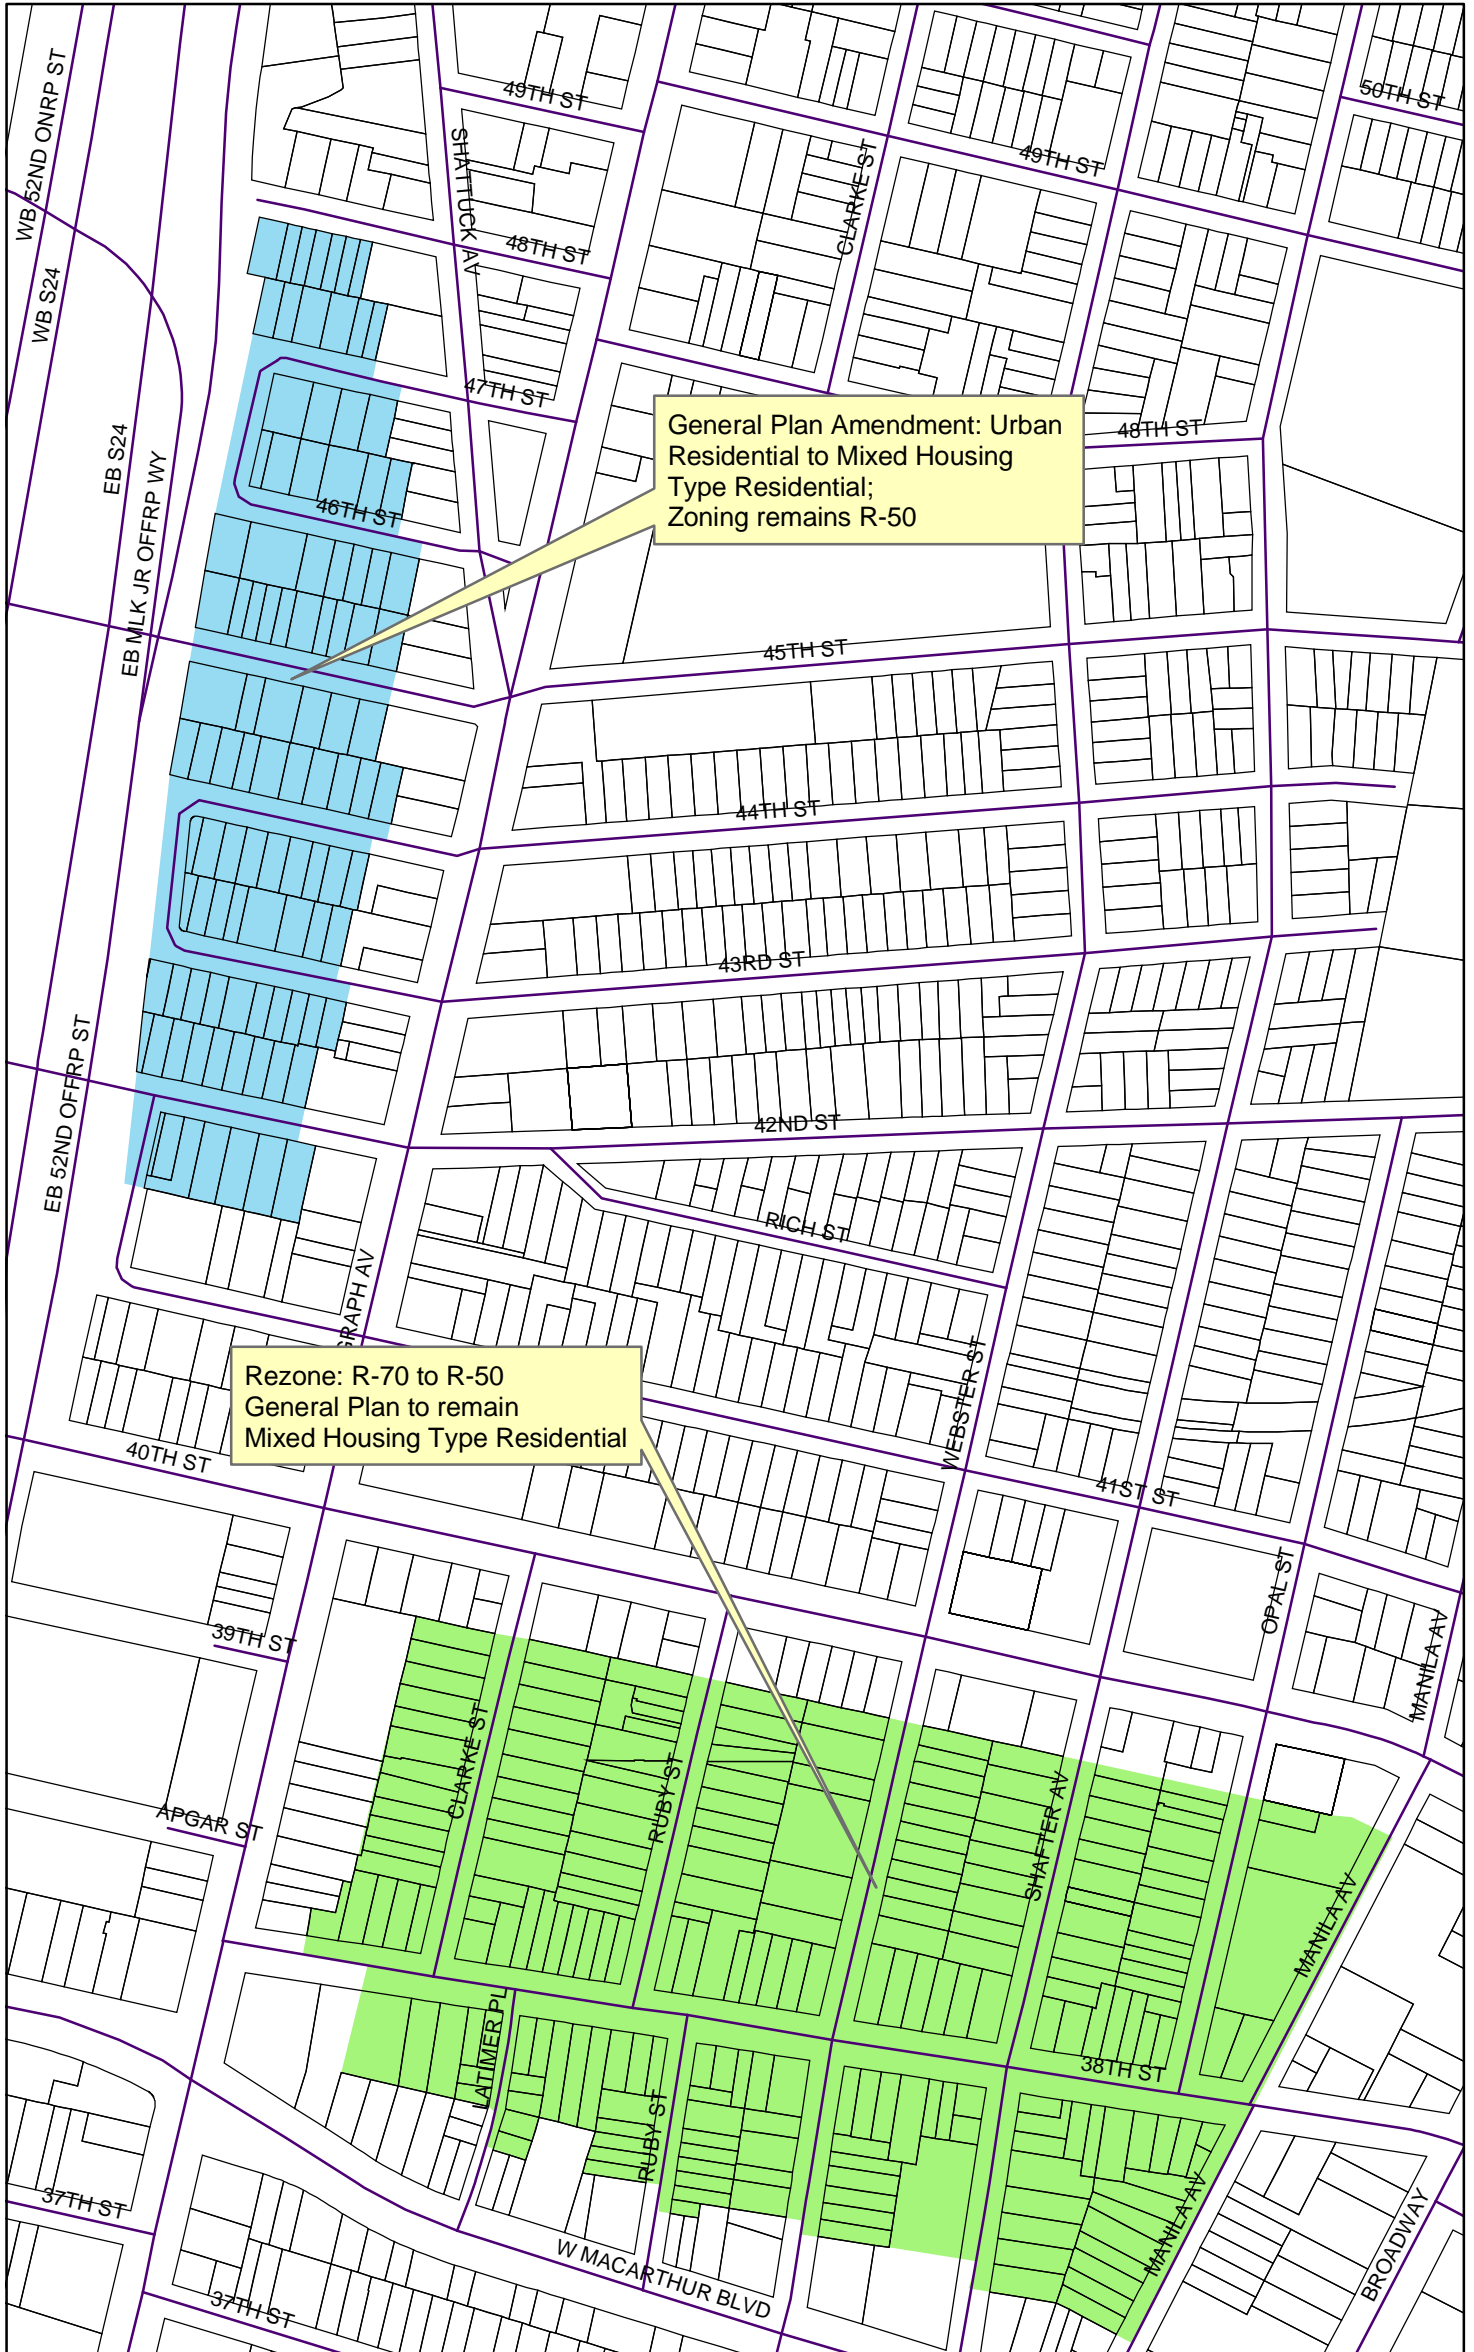 49TH ST
50TH ST
WB 52ND ONRP ST
SHATTUCK AV
CLARKE ST
49TH ST
48TH ST
WB S24
47TH ST
General Plan Amendment: Urban
Residential to Mixed Housing
Type Residential;
Zoning remains R-50
48TH ST
EB S24
46TH ST
EB MLK JR OFFRP WY
45TH ST
44TH ST
43RD ST
EB 52ND OFFRP ST
42ND ST
RICH ST
GRAPH AV
Rezone: R-70 to R-50
General Plan to remain
Mixed Housing Type Residential
WEBSTER ST
40TH ST
41ST ST
OPAL ST
39TH ST
MANILA AV
CLARKE ST
RUBY ST
SHAFTER AV
APGAR ST
MANILA AV
LATIMER PL
38TH ST
RUBY ST
37TH ST
MANILA AV
BROADWAY
W MACARTHUR BLVD
37TH ST